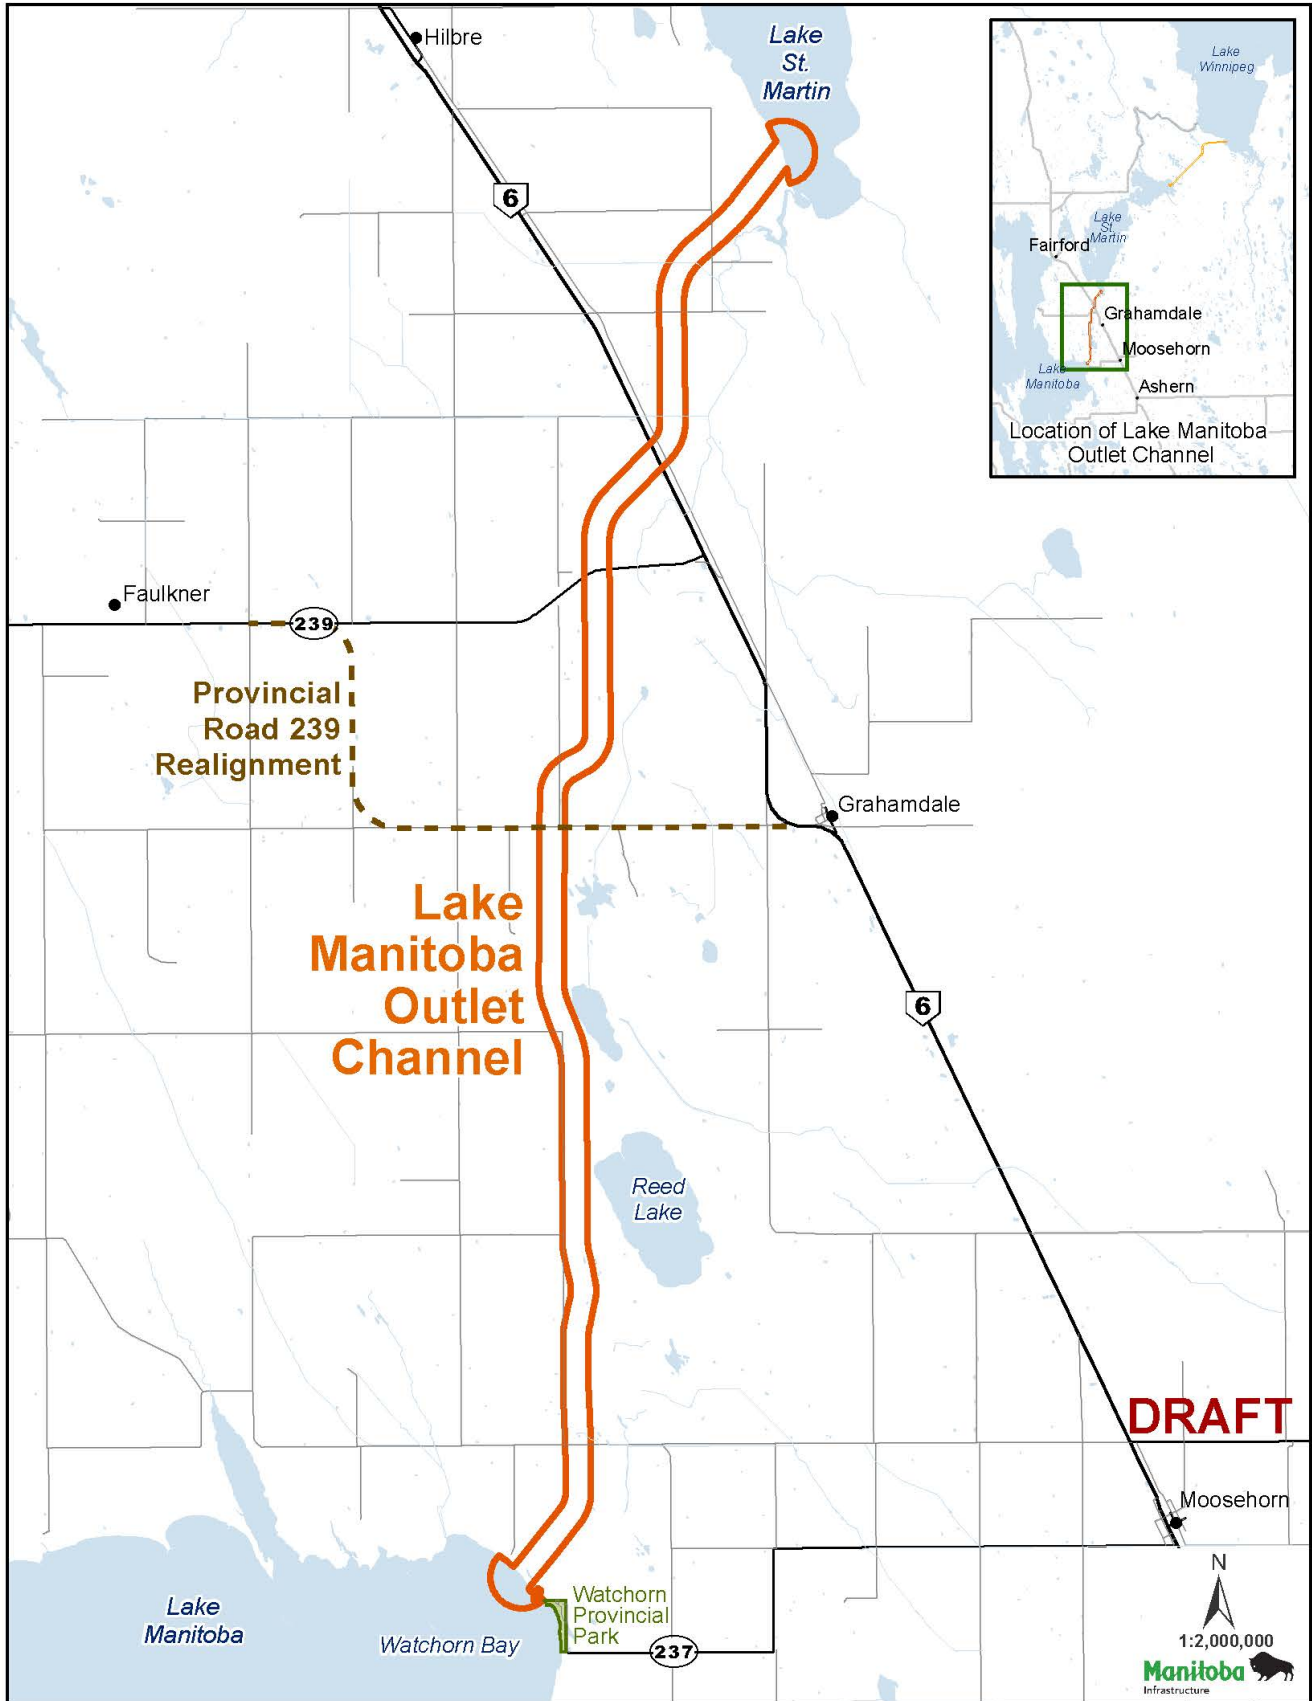 Hilbre
Lake
St.
Martin
6
Lake
Winnipeg
Lake
St.
Martin
Fairford
Grahamdale
Moosehorn
Lake
Manitoba
Ashern
Location of Lake Manitoba
Outlet Channel
Faulkner
239
Provincial
Road 239
Realignment
Grahamdale
Lake
Manitoba
Outlet
Channel
6
Reed
Lake
DRAFT
Moosehorn
N
1:2,000,000
Manitoba
Infrastructure
Watchorn
Provincial
Park
Lake
Manitoba
Watchorn Bay
237